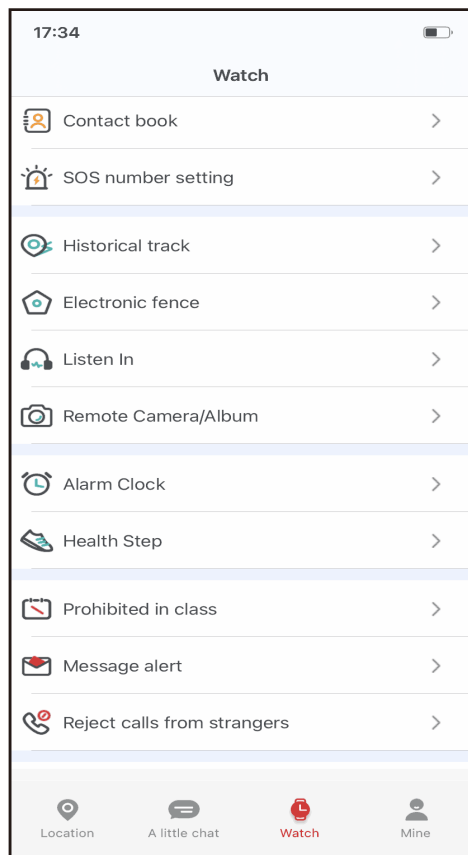 17:34
Watch
Contact book
SOS number setting
Historical track
Electronic fence
Listen In
Remote Camera/Album
Alarm Clock
Health Step
Prohibited in class
Message alert
Reject calls from strangers
Location A little chat Watch Mine